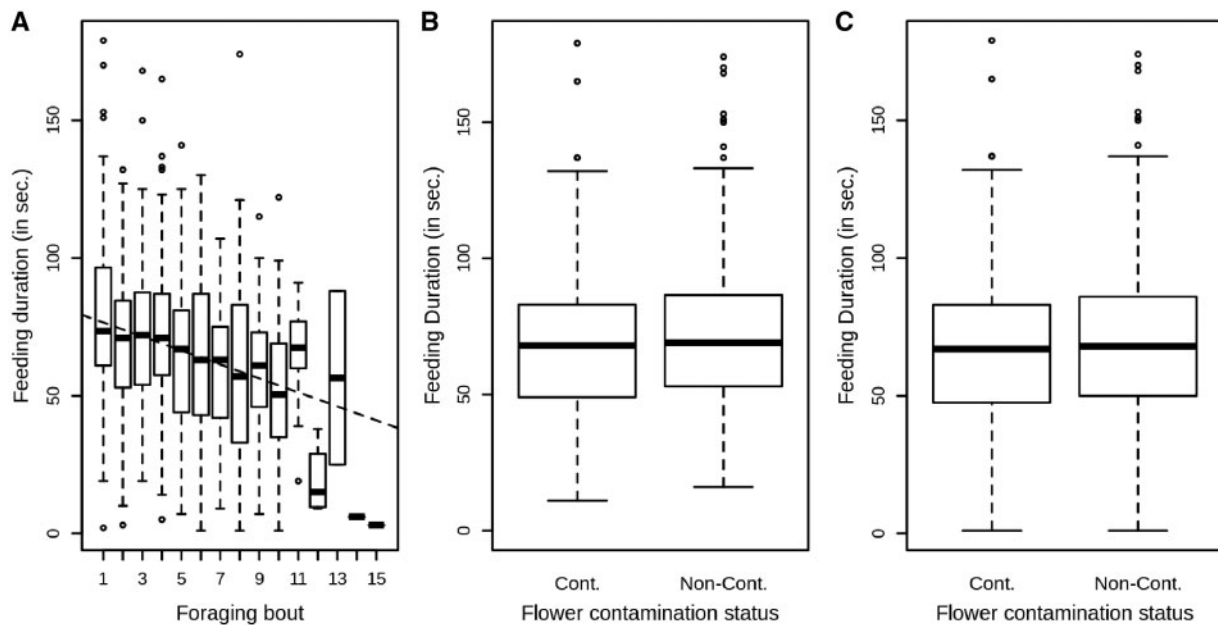 A
B
C
Feeding duration (in sec.)
150
100
50
0
1 3 5 7 9 11 13 15
Foraging bout
Feeding Duration (in sec.)
150
100
50
0
Cont. Non-Cont.
Flower contamination status
Feeding Duration (in sec.)
150
100
50
0
Cont. Non-Cont.
Flower contamination status